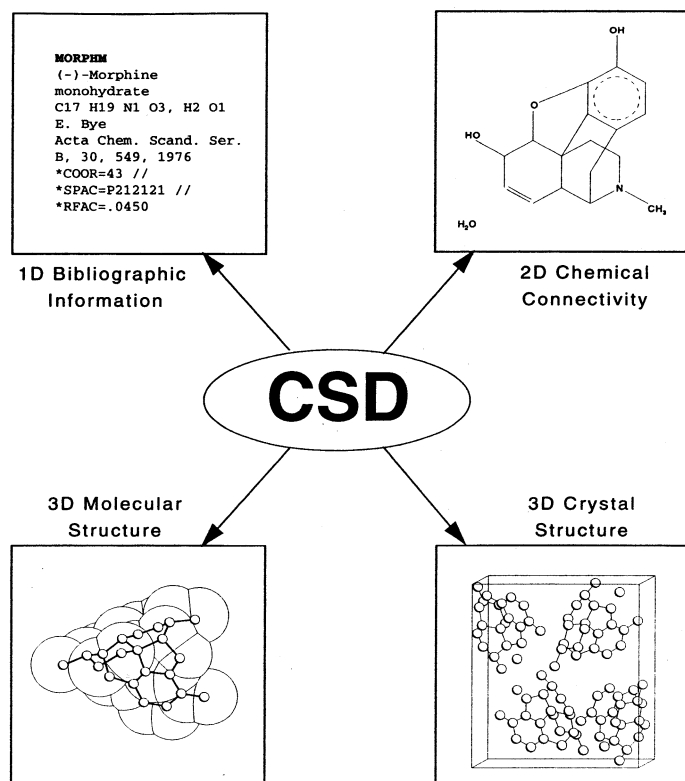 MORPHM
(-)-Morphine
monohydrate
C17 H19 N1 O3, H2 O1
E. Bye
Acta Chem. Scand. Ser.
B, 30, 549, 1976
*COOR=43 //
*SPAC=P212121 //
*RFAC=.0450
1D Bibliographic
Information
OH
O
HO
N
CH3
H2O
2D Chemical
Connectivity
CSD
3D Molecular
Structure
3D Crystal
Structure